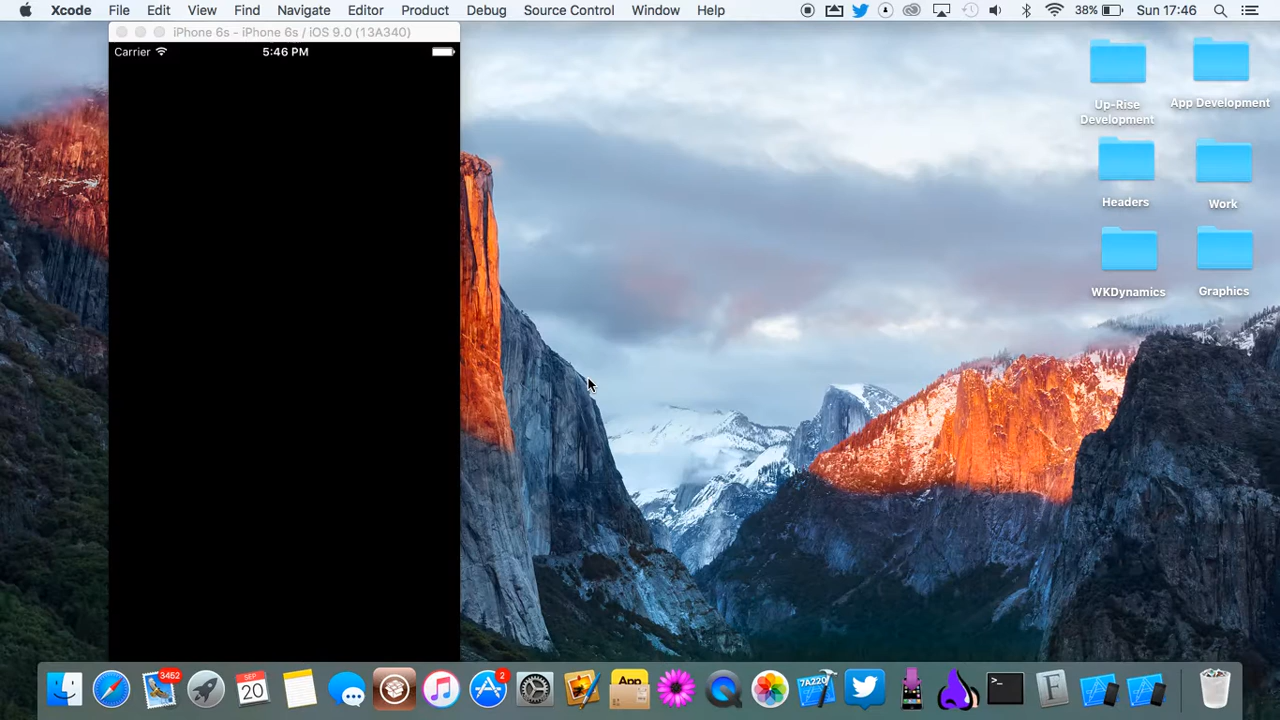 Xcode File Edit View Find Navigate Editor Product Debug Source Control Window Help 38% Sun 17:46
iPhone 6s - iPhone 6s / iOS 9.0 (13A340)
Carrier 5:46 PM
Up-Rise
Development
App Development
Headers
Work
WKDynamics
Graphics
3452
SEP
20
2
App
7A220
>_
F